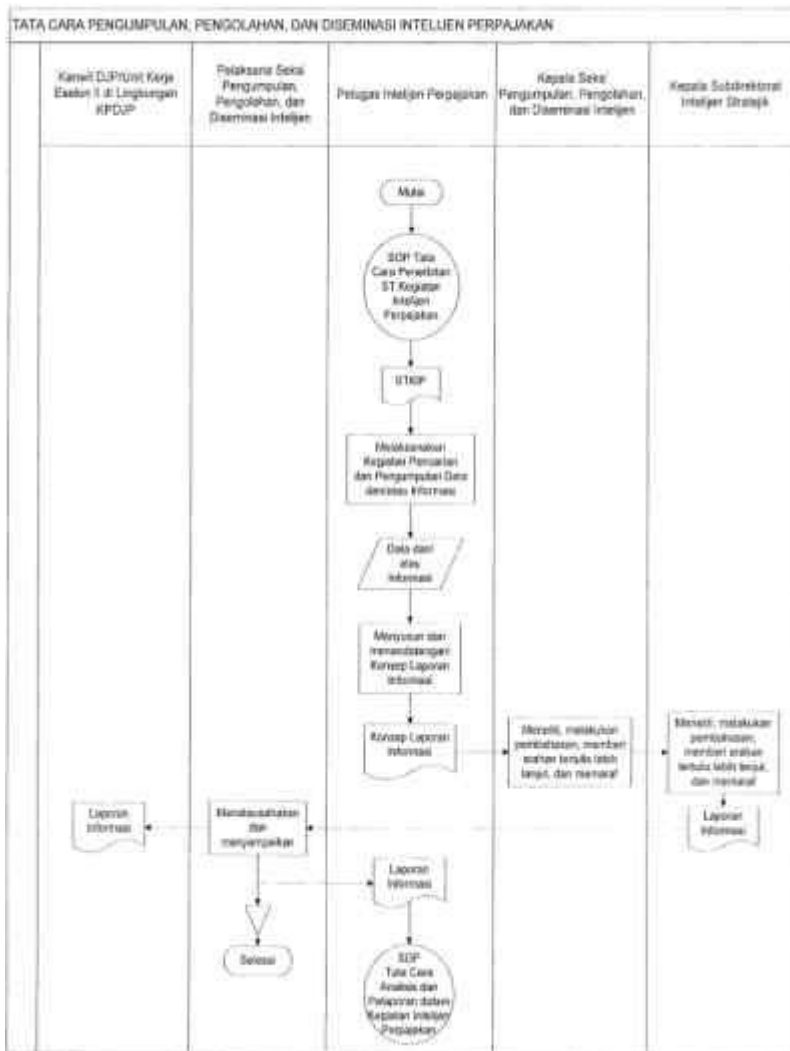 TATA CARA PENGUMPULAN, PENGOLAHAN, DAN DISEMINASI INTELIJEN PERPAJAKAN
Kanwil DJP/Unit Kerja
Eselon II di Lingkungan
KPDJP
Pelaksana Seksi
Pengumpulan,
Pengolahan, dan
Diseminasi Intelijen
Petugas Intelijen Perpajakan
Kepala Seksi
Pengumpulan, Pengolahan,
dan Diseminasi Intelijen
Kepala Subdirektorat
Intelijen Strategik
Mulai
SOP Tata
Cara Penerbitan
ST Kegiatan
Intelijen
Perpajakan
STKIP
Melaksanakan
Kegiatan Pencarian
dan Pengumpulan Data
dan/atau Informasi
Data dan/
atau
Informasi
Menyusun dan
menandatangani
Konsep Laporan
Informasi
Konsep Laporan
Informasi
Meneliti, melakukan
pembahasan, memberi
arahan tertulis lebih
lanjut, dan memaraf
Meneliti, melakukan
pembahasan,
memberi arahan
tertulis lebih lanjut,
dan memaraf
Laporan
Informasi
Menatausahakan
dan
menyampaikan
Laporan
Informasi
Laporan
Informasi
Selesai
SOP
Tata Cara
Analisis dan
Pelaporan dalam
Kegiatan Intelijen
Perpajakan